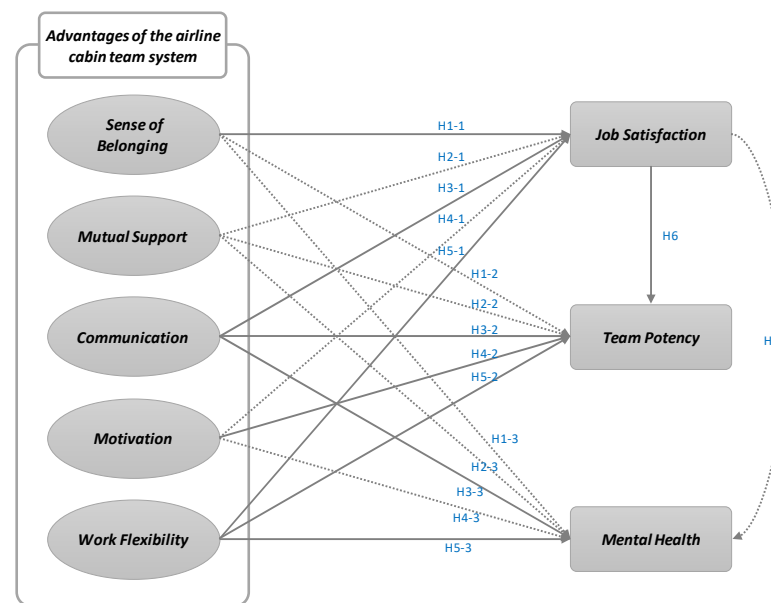 Advantages of the airline
cabin team system
Sense of
Belonging
Mutual Support
Communication
Motivation
Work Flexibility
H1-1
H2-1
H3-1
H4-1
H5-1
H1-2
H2-2
H3-2
H4-2
H5-2
H1-3
H2-3
H3-3
H4-3
H5-3
Job Satisfaction
H6
Team Potency
H
Mental Health